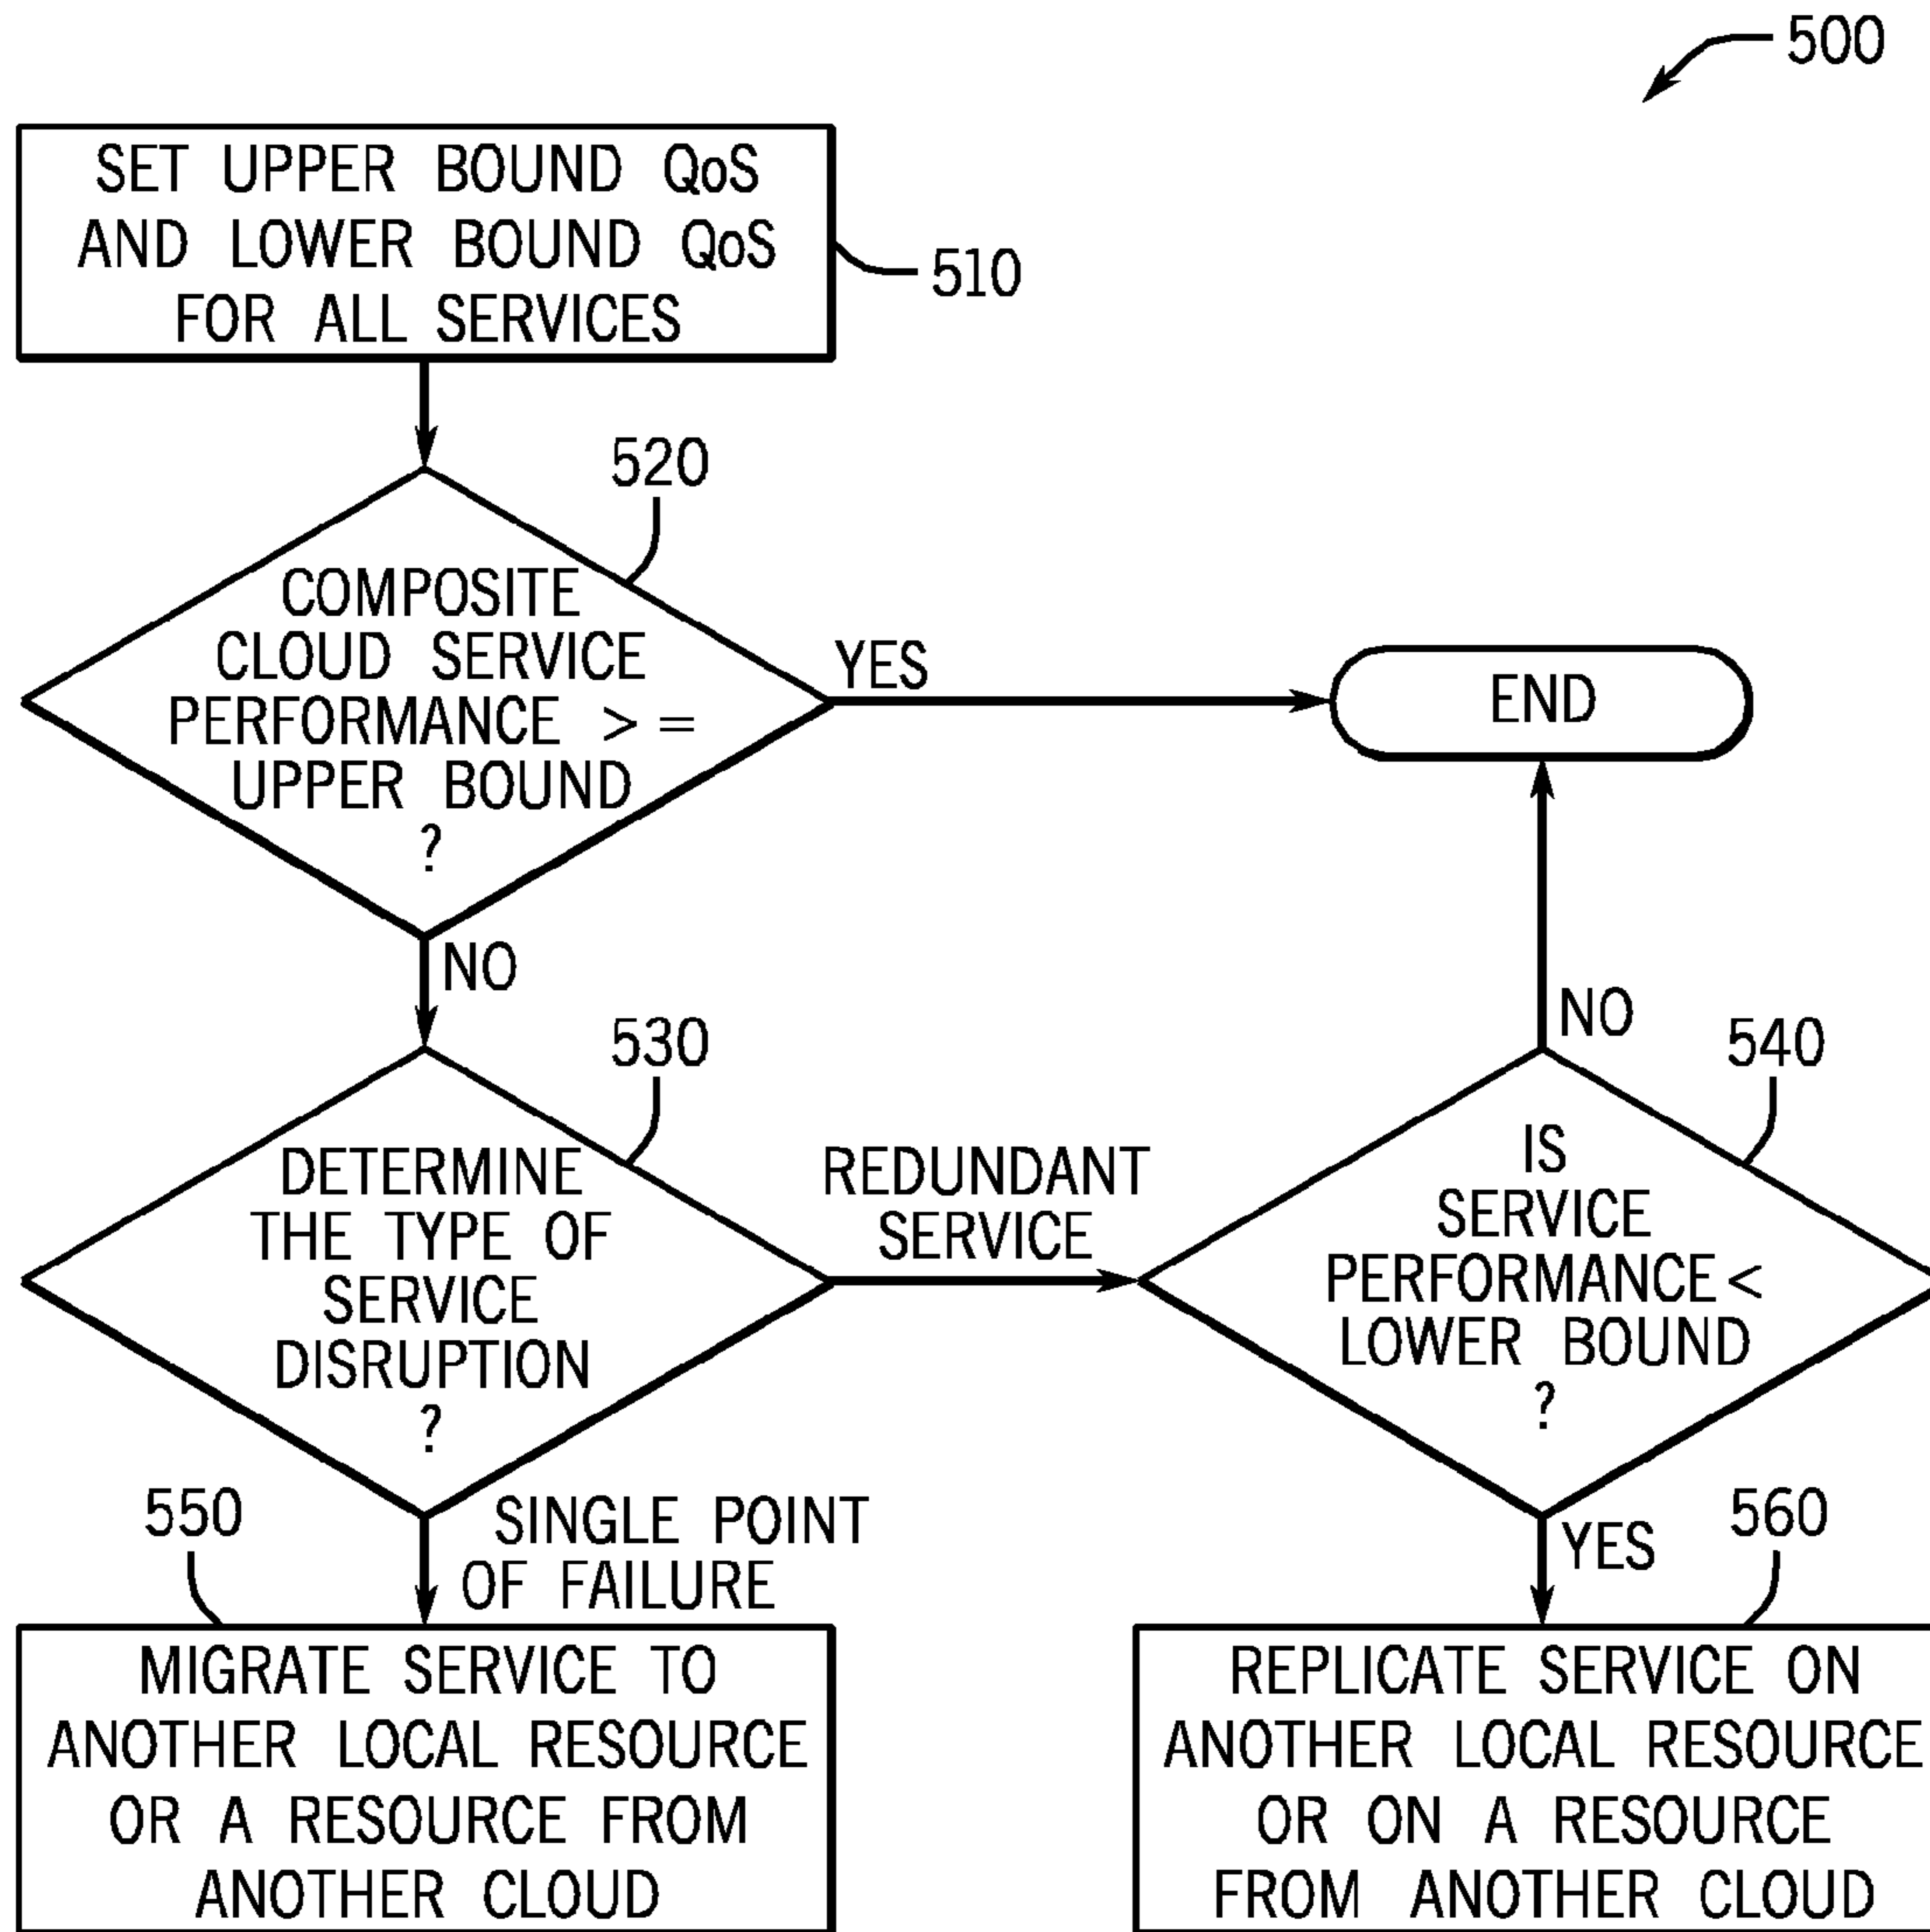 500
SET UPPER BOUND QoS
AND LOWER BOUND QoS
FOR ALL SERVICES
510
520
COMPOSITE
CLOUD SERVICE
PERFORMANCE >=
UPPER BOUND
?
YES
END
NO
530
DETERMINE
THE TYPE OF
SERVICE
DISRUPTION
?
REDUNDANT
SERVICE
NO
540
IS
SERVICE
PERFORMANCE <
LOWER BOUND
?
550
SINGLE POINT
OF FAILURE
YES
560
MIGRATE SERVICE TO
ANOTHER LOCAL RESOURCE
OR A RESOURCE FROM
ANOTHER CLOUD
REPLICATE SERVICE ON
ANOTHER LOCAL RESOURCE
OR ON A RESOURCE
FROM ANOTHER CLOUD